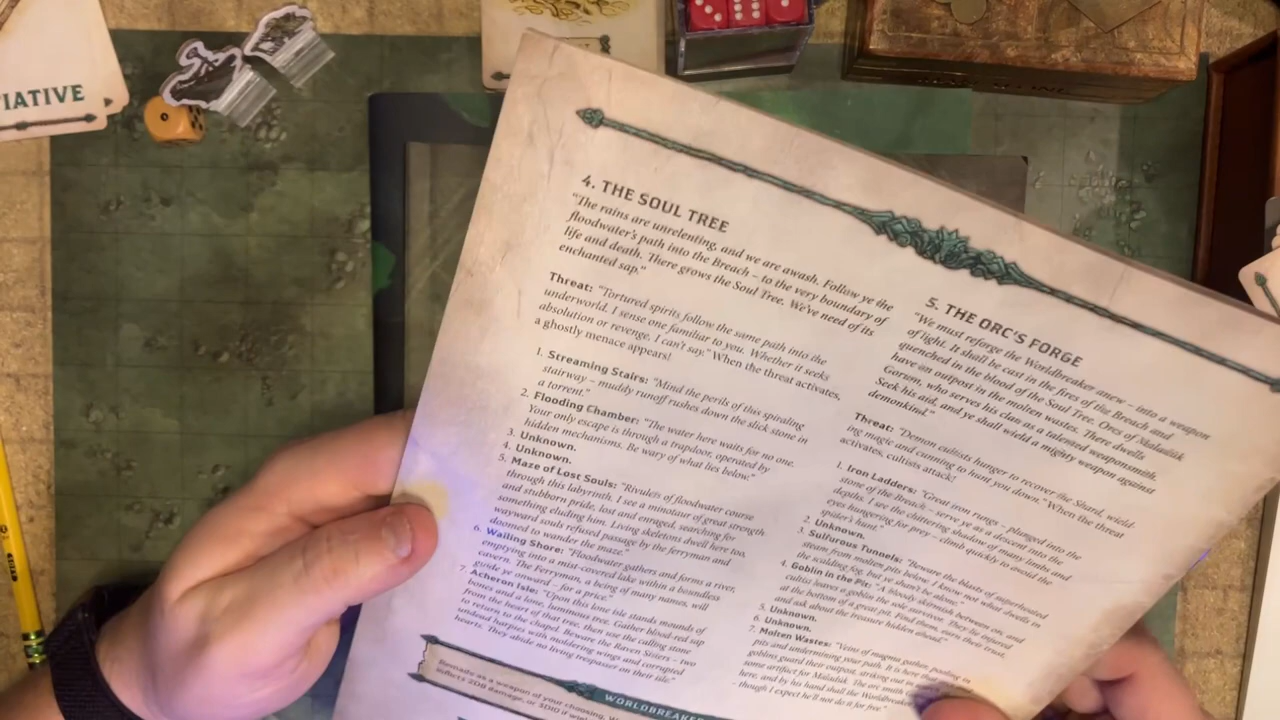 TIATIVE
4. THE SOUL TREE
"The rains are unrelenting, and we are awash. Follow ye the
floodwater's path into the Breach – to the very boundary of
life and death. There grows the Soul Tree. We've need of its
enchanted sap."
Threat: "Tortured spirits follow the same path into the
underworld. I sense one familiar to you. Whether it seeks
absolution or revenge, I can't say." When the threat activates,
a ghostly menace appears!
1. Streaming Stairs: "Mind the perils of this spiraling
stairway – muddy runoff rushes down the slick stone in
a torrent."
2. Flooding Chamber: "The water here waits for no one.
Your only escape is through a trapdoor, operated by
hidden mechanisms. Be wary of what lies below."
3. Unknown.
4. Unknown.
5. Maze of Lost Souls: "Rivulets of floodwater course
through this labyrinth. I see a minotaur of great strength
and stubborn pride, lost and enraged, searching for
something eluding him. Living skeletons dwell here too,
wayward souls refused passage by the ferryman and
doomed to wander the maze."
6. Wailing Shore: "Floodwater gathers and forms a river,
emptying into a mist-covered lake within a boundless
cavern. The Ferryman, a being of many names, will
guide ye onward – for a price."
7. Acheron Isle: "Upon this lone isle stands mounds of
bones and a lone, luminous tree. Gather blood-red sap
from the heart of that tree, then use the calling stone
to return to the chapel. Beware the Raven Sisters – two
undead harpies with moldering wings and corrupted
hearts. They abide no living trespasses on their isle."
5. THE ORC'S FORGE
"We must reforge the Worldbreaker anew – into a weapon
of light. It shall be cast in the fires of the Breach and
quenched in the blood of the Soul Tree. Orcs of Maladûk
have an outpost in the molten wastes. There dwells
Gorum, who serves his clan as a talented weaponsmith.
Seek his aid, and ye shall wield a mighty weapon against
demonkind."
Threat: "Demon cultists hunger to recover the Shard, wield-
ing magic and cunning to hunt you down." When the threat
activates, cultists attack!
1. Iron Ladders: "Great iron rungs – plunged into the
stone of the Breach – serve ye as a descent into the
depths. I see the cluttering shadow of many limbs and
eyes hungering for prey – climb quickly to avoid the
spider's hunt."
2. Unknown.
3. Sulfurous Tunnels: "Beware the blasts of superheated
steam from molten pits below. I know not what dwells in
the scalding fog, but ye shan't be alone."
4. Goblin in the Pit: "A bloody skirmish between orc and
cultist leaves a goblin the sole survivor. They lie injured
at the bottom of a great pit. Find them, earn their trust,
and ask about the treasure hidden ahead."
5. Unknown.
6. Unknown.
7. Molten Wastes: "Veins of magma gather, pooling in
pits and undermining your path. It is here that
goblins guard their outpost, striking out
some artifact for Maladûk. The orc smith
here, and by his hand shall the Worldbreaker
– though I expect he'll not do it for free."
WORLDBREAKER
Remade as a weapon of your choosing,
inflicts 2D8 damage, or 3D10 if